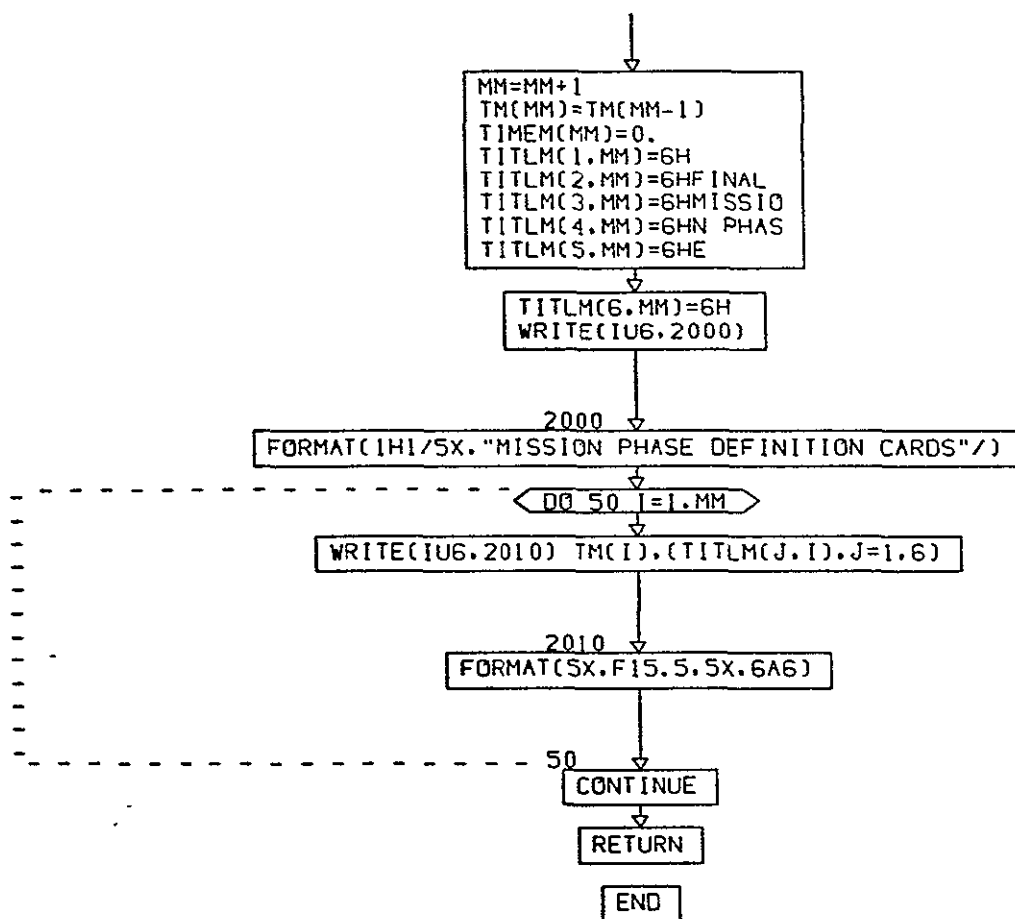 MM=MM+1
TM(MM)=TM(MM-1)
TIMEM(MM)=0.
TITLM(1,MM)=6H
TITLM(2,MM)=6HFINAL
TITLM(3,MM)=6HMISSIO
TITLM(4,MM)=6HN PHAS
TITLM(5,MM)=6HE
TITLM(6,MM)=6H
WRITE(IU6,2000)
2000
FORMAT(1H1/5X,"MISSION PHASE DEFINITION CARDS"/)
DO 50 I=1,MM
WRITE(IU6,2010) TM(I),(TITLM(J,I),J=1,6)
2010
FORMAT(5X,F15.5,5X,6A6)
50
CONTINUE
RETURN
END